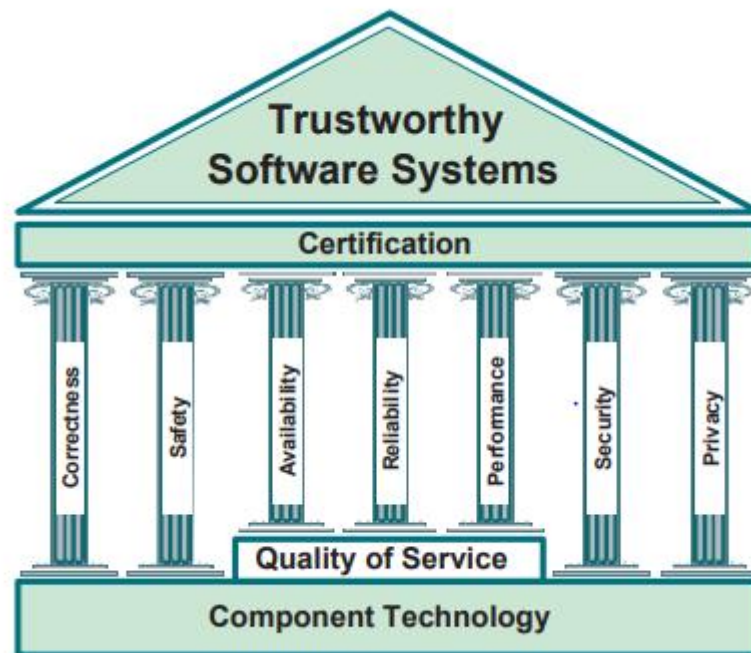 Trustworthy
Software Systems
Certification
Correctness
Safety
Availability
Reliability
Performance
Security
Privacy
Quality of Service
Component Technology